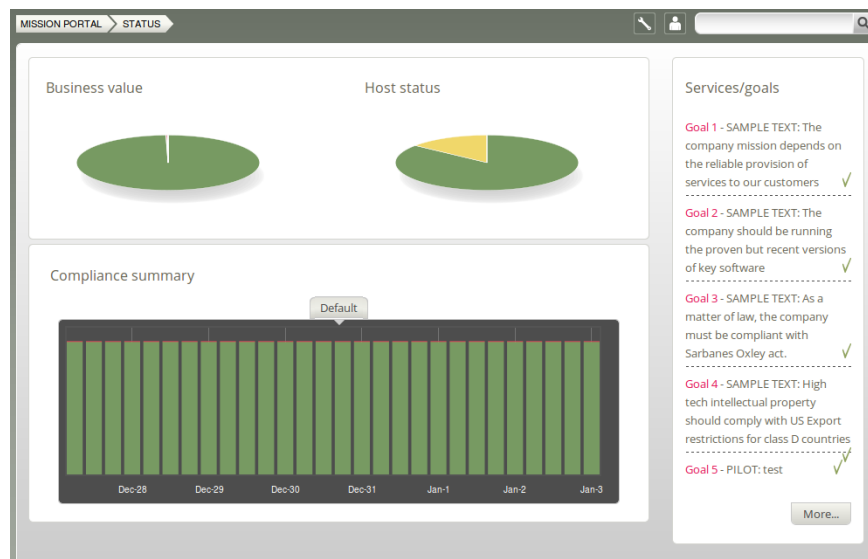 MISSION PORTAL STATUS
Business value
Host status
Compliance summary
Default
Dec-28 Dec-29 Dec-30 Dec-31 Jan-1 Jan-2 Jan-3
Services/goals
Goal 1 - SAMPLE TEXT: The
company mission depends on
the reliable provision of
services to our customers
Goal 2 - SAMPLE TEXT: The
company should be running
the proven but recent versions
of key software
Goal 3 - SAMPLE TEXT: As a
matter of law, the company
must be compliant with
Sarbanes Oxley act.
Goal 4 - SAMPLE TEXT: High
tech intellectual property
should comply with US Export
restrictions for class D countries
Goal 5 - PILOT: test
More...